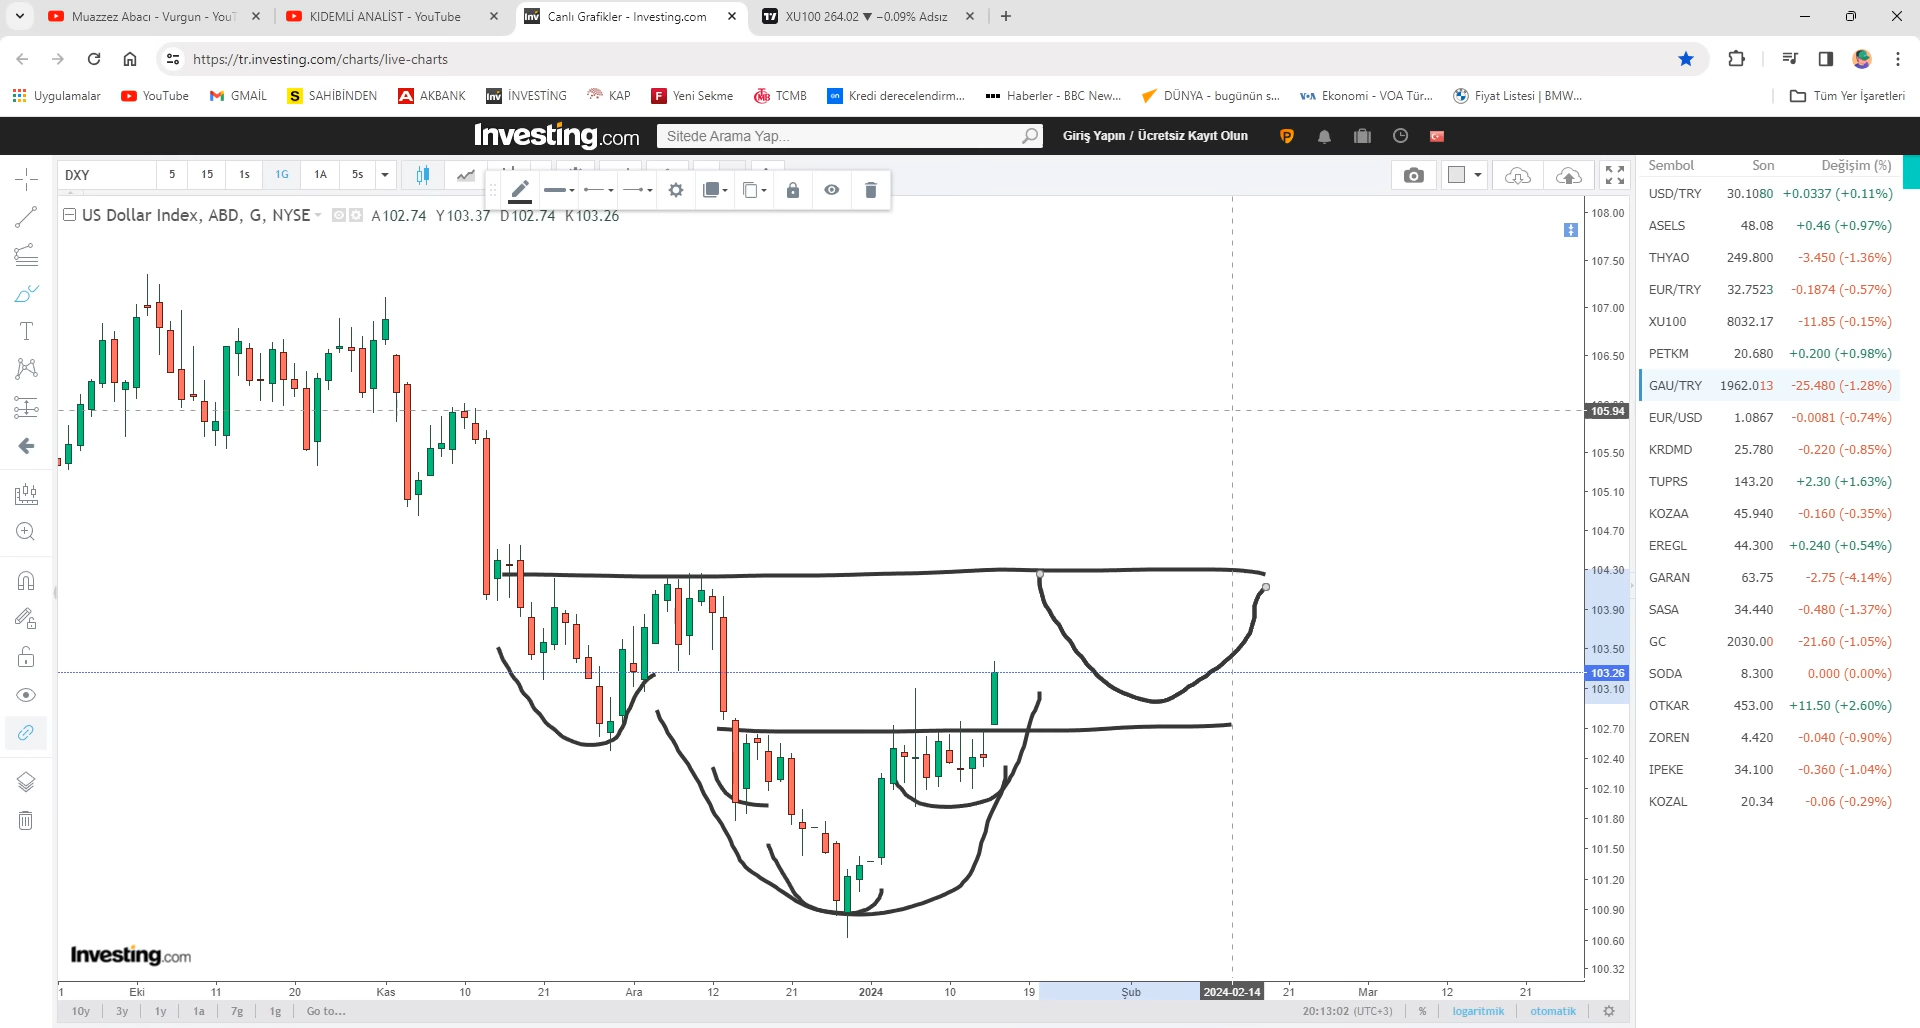 Muazzez Abacı - Vurgun - YouT
KIDEMLİ ANALİST - YouTube
Canlı Grafikler - Investing.com
XU100 264.02 ▼ −0.09% Adsız
https://tr.investing.com/charts/live-charts
Uygulamalar YouTube GMAIL SAHİBİNDEN AKBANK İNVESTİNG KAP Yeni Sekme TCMB Kredi derecelendirm... Haberler - BBC New... DÜNYA - bugünün s... Ekonomi - VOA Tür... Fiyat Listesi | BMW... Tüm Yer İşaretleri
Investing.com Sitede Arama Yap... Giriş Yapın / Ücretsiz Kayıt Olun
DXY 5 15 1s 1G 1A 5s
US Dollar Index, ABD, G, NYSE A102.74 Y103.37 D102.74 K103.26
108.00
107.50
107.00
106.50
105.94
105.50
105.10
104.70
104.30
103.90
103.50
103.26
103.10
102.70
102.40
102.10
101.80
101.50
101.20
100.90
100.60
100.32
Investing.com
1 Eki 11 20 Kas 10 21 Ara 12 21 2024 10 19 Şub 2024-02-14 21 Mar 12 21
10y 3y 1y 1a 7g 1g Go to... 20:13:02 (UTC+3) % logaritmik otomatik
Sembol Son Değişim (%)
USD/TRY 30.1080 +0.0337 (+0.11%)
ASELS 48.08 +0.46 (+0.97%)
THYAO 249.800 -3.450 (-1.36%)
EUR/TRY 32.7523 -0.1874 (-0.57%)
XU100 8032.17 -11.85 (-0.15%)
PETKM 20.680 +0.200 (+0.98%)
GAU/TRY 1962.013 -25.480 (-1.28%)
EUR/USD 1.0867 -0.0081 (-0.74%)
KRDMD 25.780 -0.220 (-0.85%)
TUPRS 143.20 +2.30 (+1.63%)
KOZAA 45.940 -0.160 (-0.35%)
EREGL 44.300 +0.240 (+0.54%)
GARAN 63.75 -2.75 (-4.14%)
SASA 34.440 -0.480 (-1.37%)
GC 2030.00 -21.60 (-1.05%)
SODA 8.300 0.000 (0.00%)
OTKAR 453.00 +11.50 (+2.60%)
ZOREN 4.420 -0.040 (-0.90%)
IPEKE 34.100 -0.360 (-1.04%)
KOZAL 20.34 -0.06 (-0.29%)